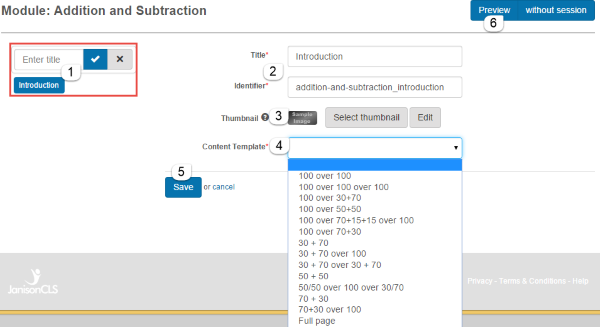 Module: Addition and Subtraction
Preview without session
6
Enter title
1
Introduction
Title* Introduction
2
Identifier* addition-and-subtraction_introduction
Thumbnail 3 Sample Image Select thumbnail Edit
Content Template* 4
5
Save or cancel
100 over 100
100 over 100 over 100
100 over 30+70
100 over 50+50
100 over 70+15+15 over 100
100 over 70+30
30 + 70
30 + 70 over 100
30 + 70 over 30 + 70
50 + 50
50/50 over 100 over 30/70
70 + 30
70+30 over 100
Full page
JanisonCLS
Privacy - Terms & Conditions - Help